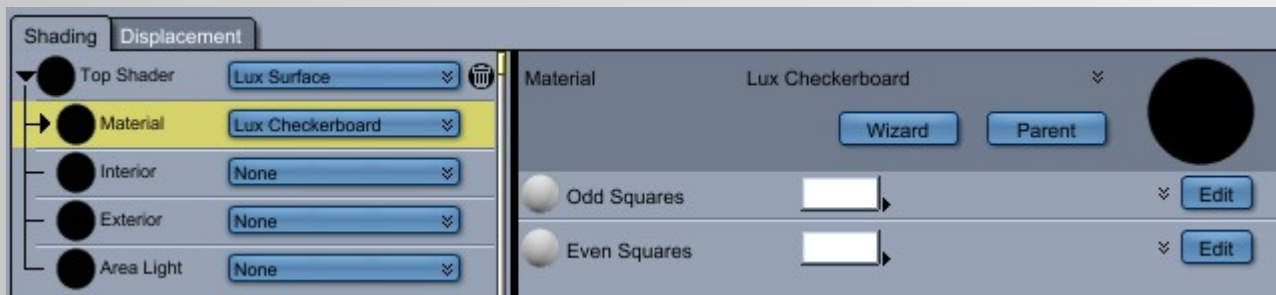 Shading Displacement
Top Shader Lux Surface
Material Lux Checkerboard
Interior None
Exterior None
Area Light None
Material Lux Checkerboard
Wizard Parent
Odd Squares Edit
Even Squares Edit